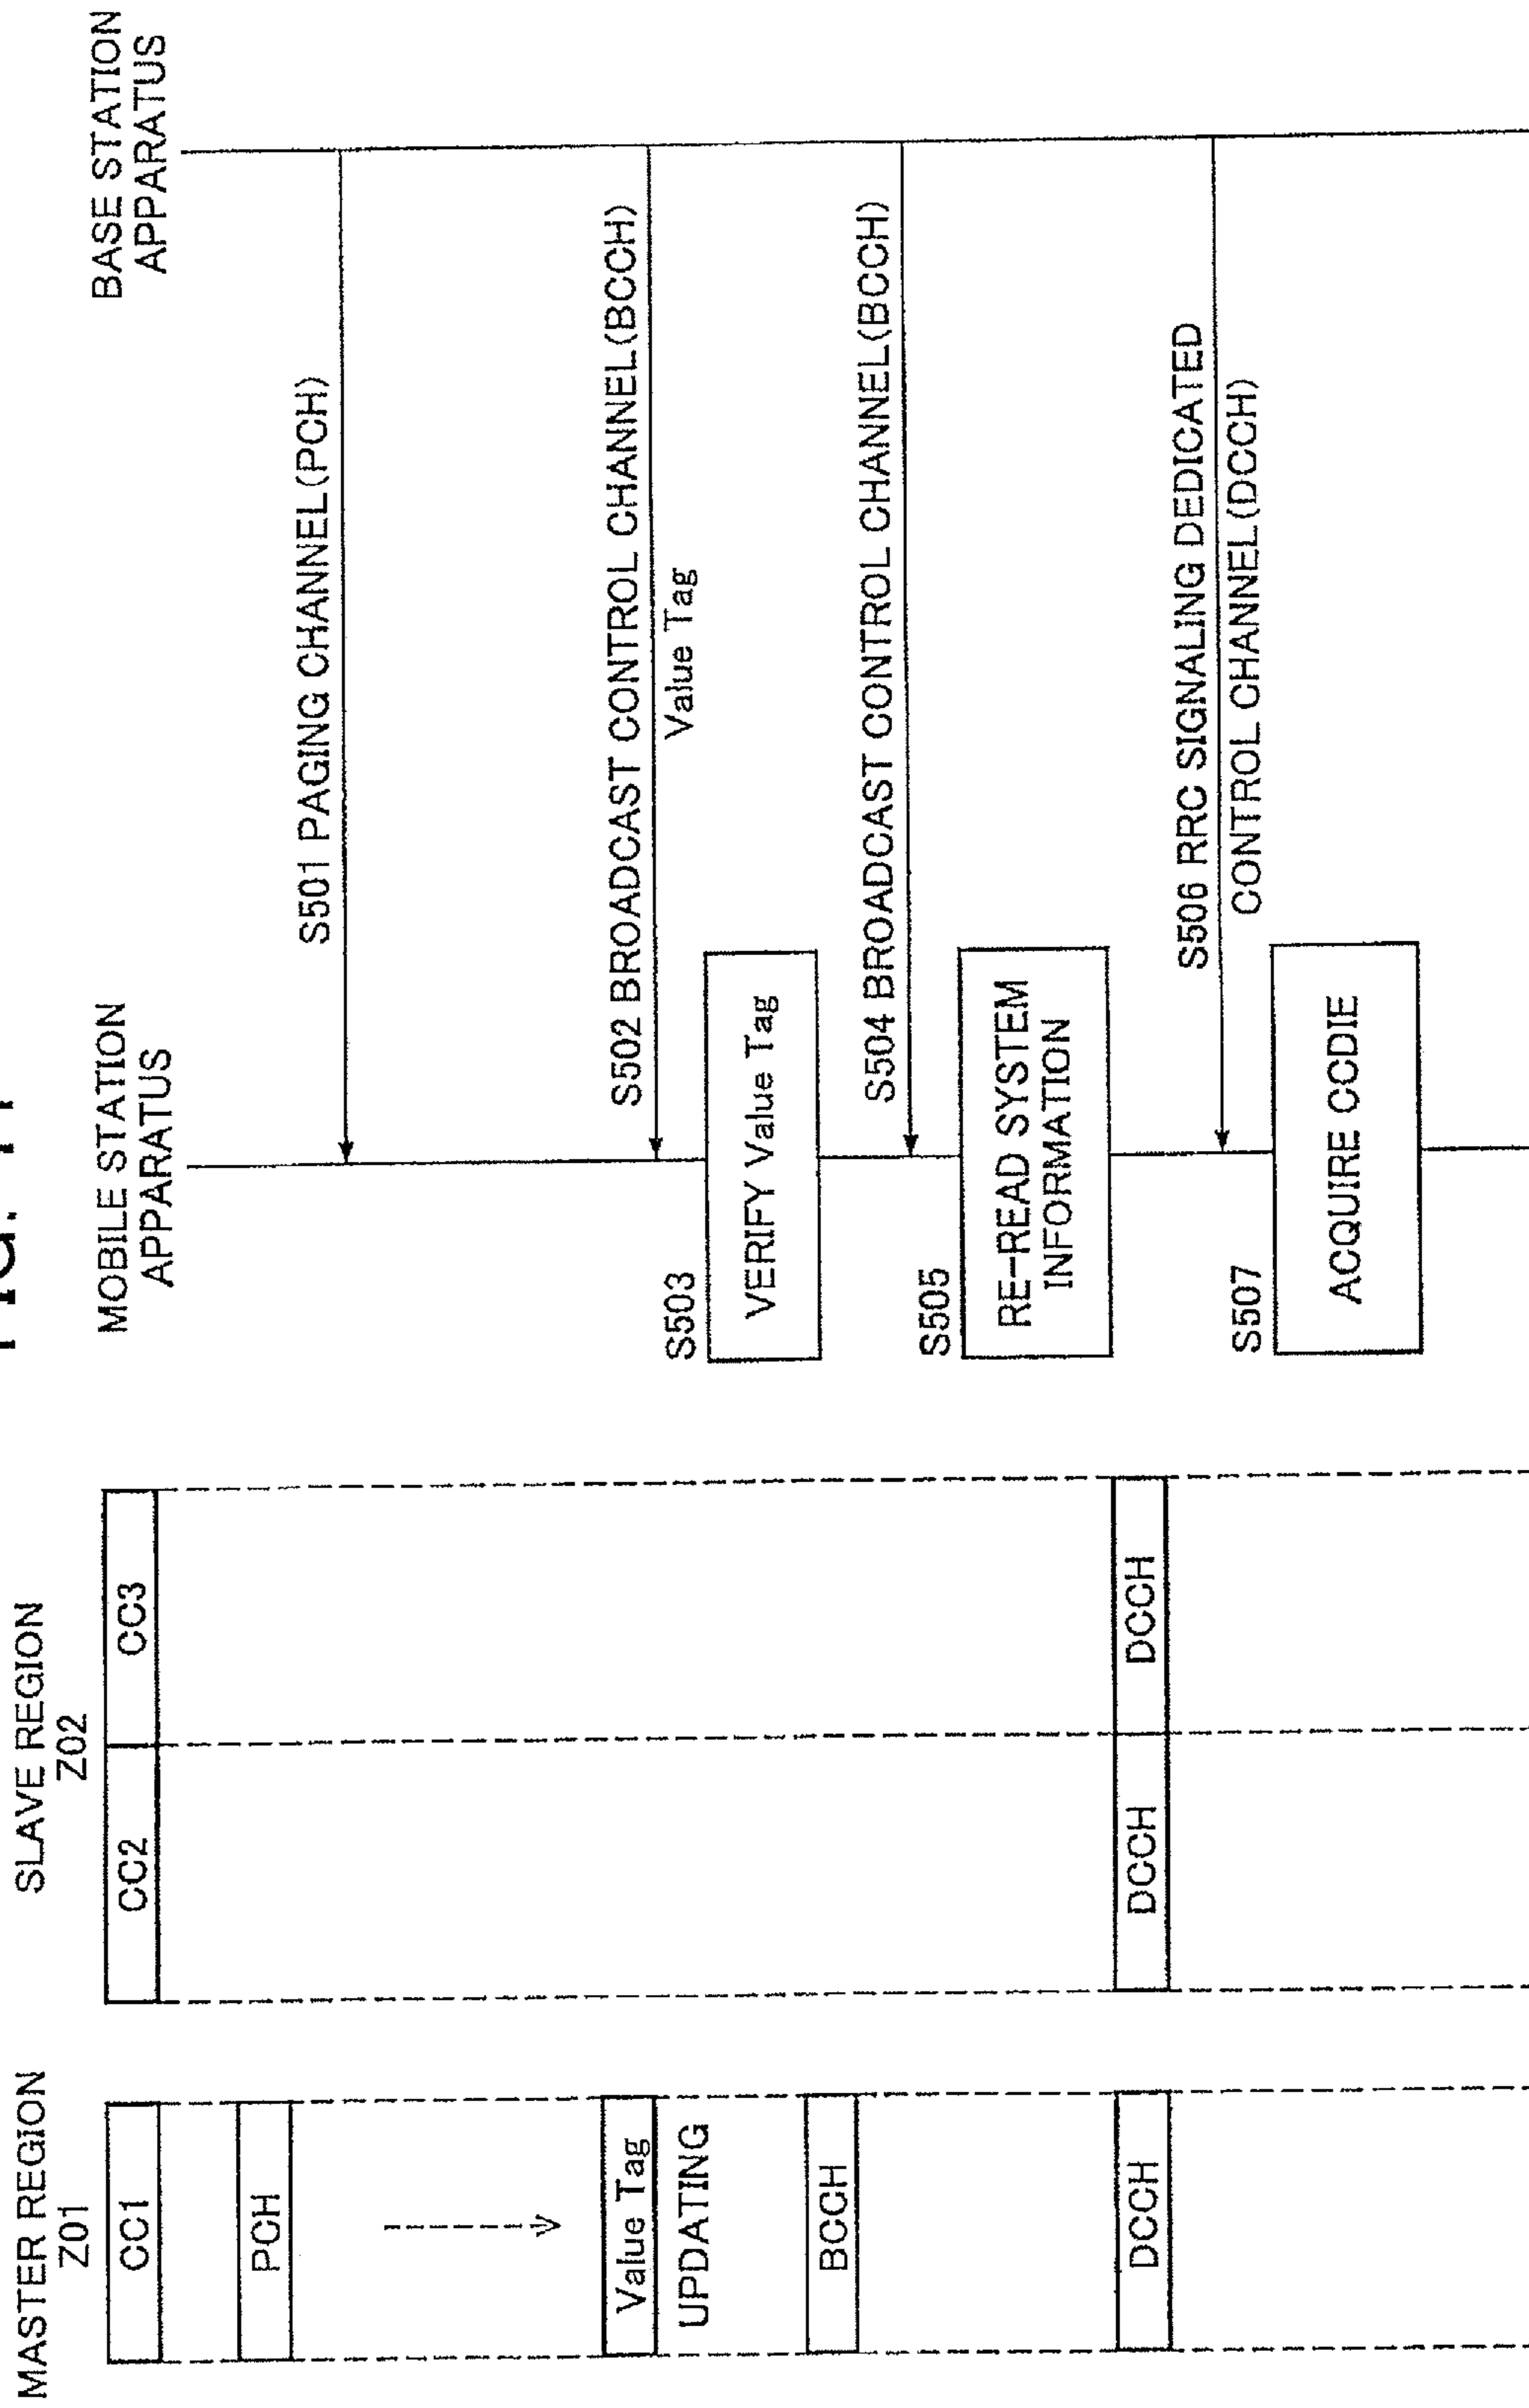 MASTER REGION
Z01
SLAVE REGION
Z02
MOBILE STATION
APPARATUS
BASE STATION
APPARATUS
CC1
CC2
CC3
PCH
S501 PAGING CHANNEL(PCH)
Value Tag
UPDATING
S502 BROADCAST CONTROL CHANNEL(BCCH)
Value Tag
S503
VERIFY Value Tag
BCCH
S504 BROADCAST CONTROL CHANNEL(BCCH)
S505
RE-READ SYSTEM
INFORMATION
DCCH
DCCH
DCCH
S506 RRC SIGNALING DEDICATED
CONTROL CHANNEL(DCCH)
S507
ACQUIRE CCDIE